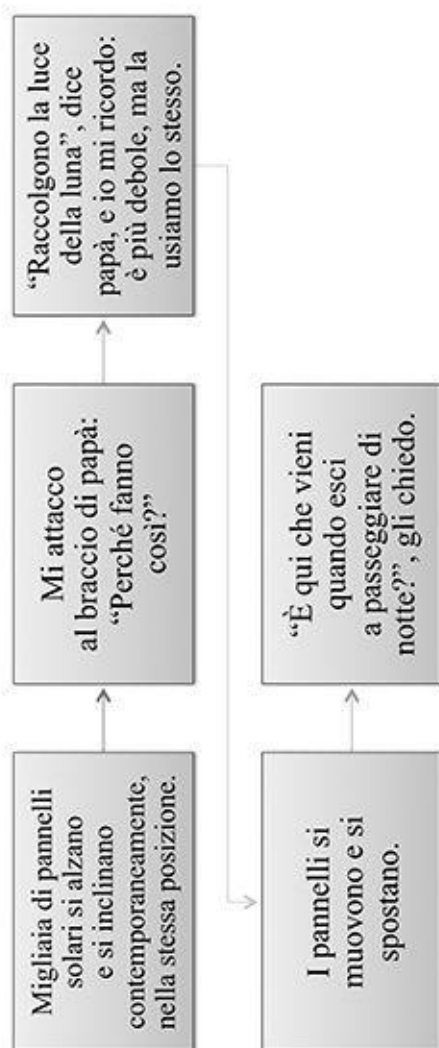 Migliaia di pannelli
solari si alzano
e si inclinano
contemporaneamente,
nella stessa posizione.
Mi attacco
al braccio di papà:
“Perché fanno
così?”
“Raccolgono la luce
della luna”, dice
papà, e io mi ricordo:
è più debole, ma la
usiamo lo stesso.
I pannelli si
muovono e si
spostano.
“È qui che vieni
quando esci
a passeggiare di
notte?”, gli chiedo.